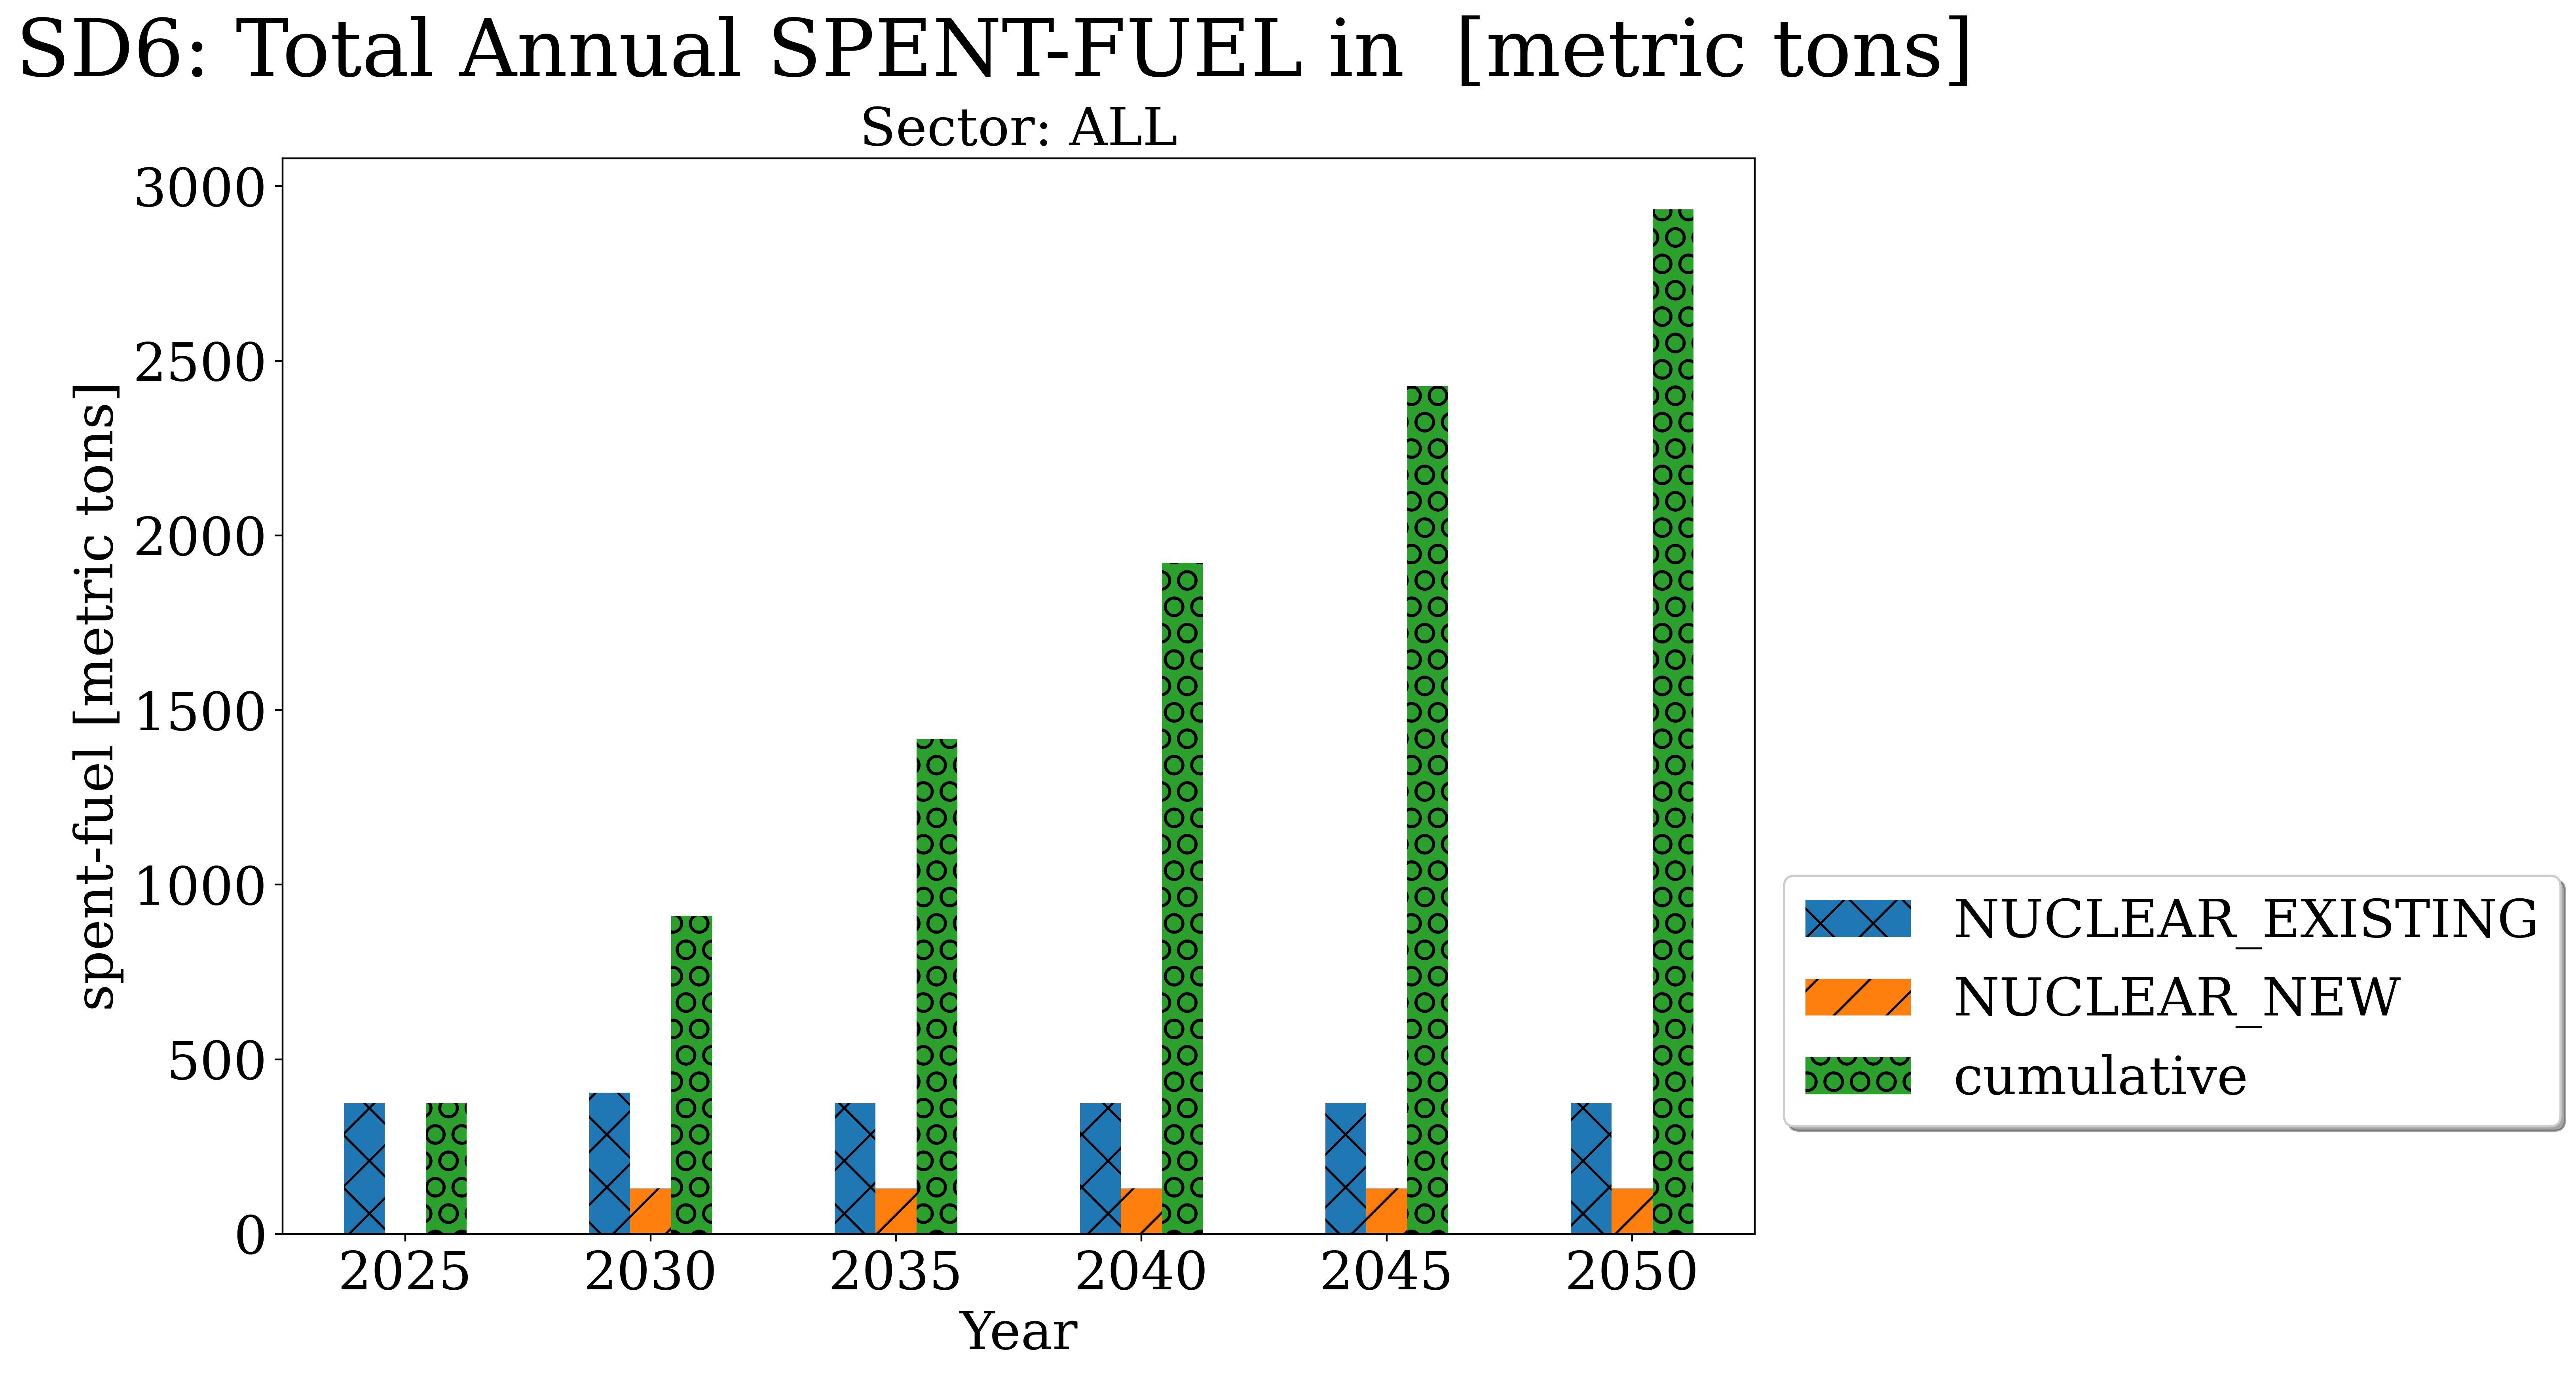 SD6: Total Annual SPENT-FUEL in  [metric tons]
Sector: ALL
spent-fuel [metric tons]
3000
2500
2000
1500
1000
500
0
2025 2030 2035 2040 2045 2050
Year
NUCLEAR_EXISTING
NUCLEAR_NEW
cumulative